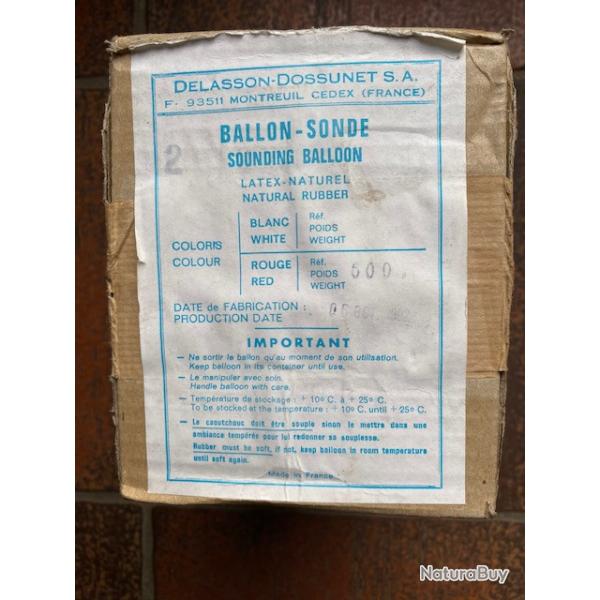 DELASSON-DOSSUNET S.A.
F- 93511 MONTREUIL CEDEX (FRANCE)
BALLON-SONDE
2
SOUNDING BALLOON
LATEX-NATUREL
NATURAL RUBBER
COLORIS
COLOUR
BLANC
WHITE
Réf.
POIDS
WEIGHT
ROUGE
RED
Réf.
POIDS 500
WEIGHT
DATE de FABRICATION :
PRODUCTION DATE
IMPORTANT
— Ne sortir le ballon qu'au moment de son utilisation.
Keep balloon in its container until use.
— Le manipuler avec soin.
Handle balloon with care.
— Température de stockage : + 10° C. à + 25° C.
To be stocked at the temperature : + 10° C. until + 25° C.
— Le caoutchouc doit être souple sinon le mettre dans une
ambiance tempérée pour lui redonner sa souplesse.
Rubber must be soft, if not, keep balloon in room temperature
until soft again.
Made in France
NaturaBuy